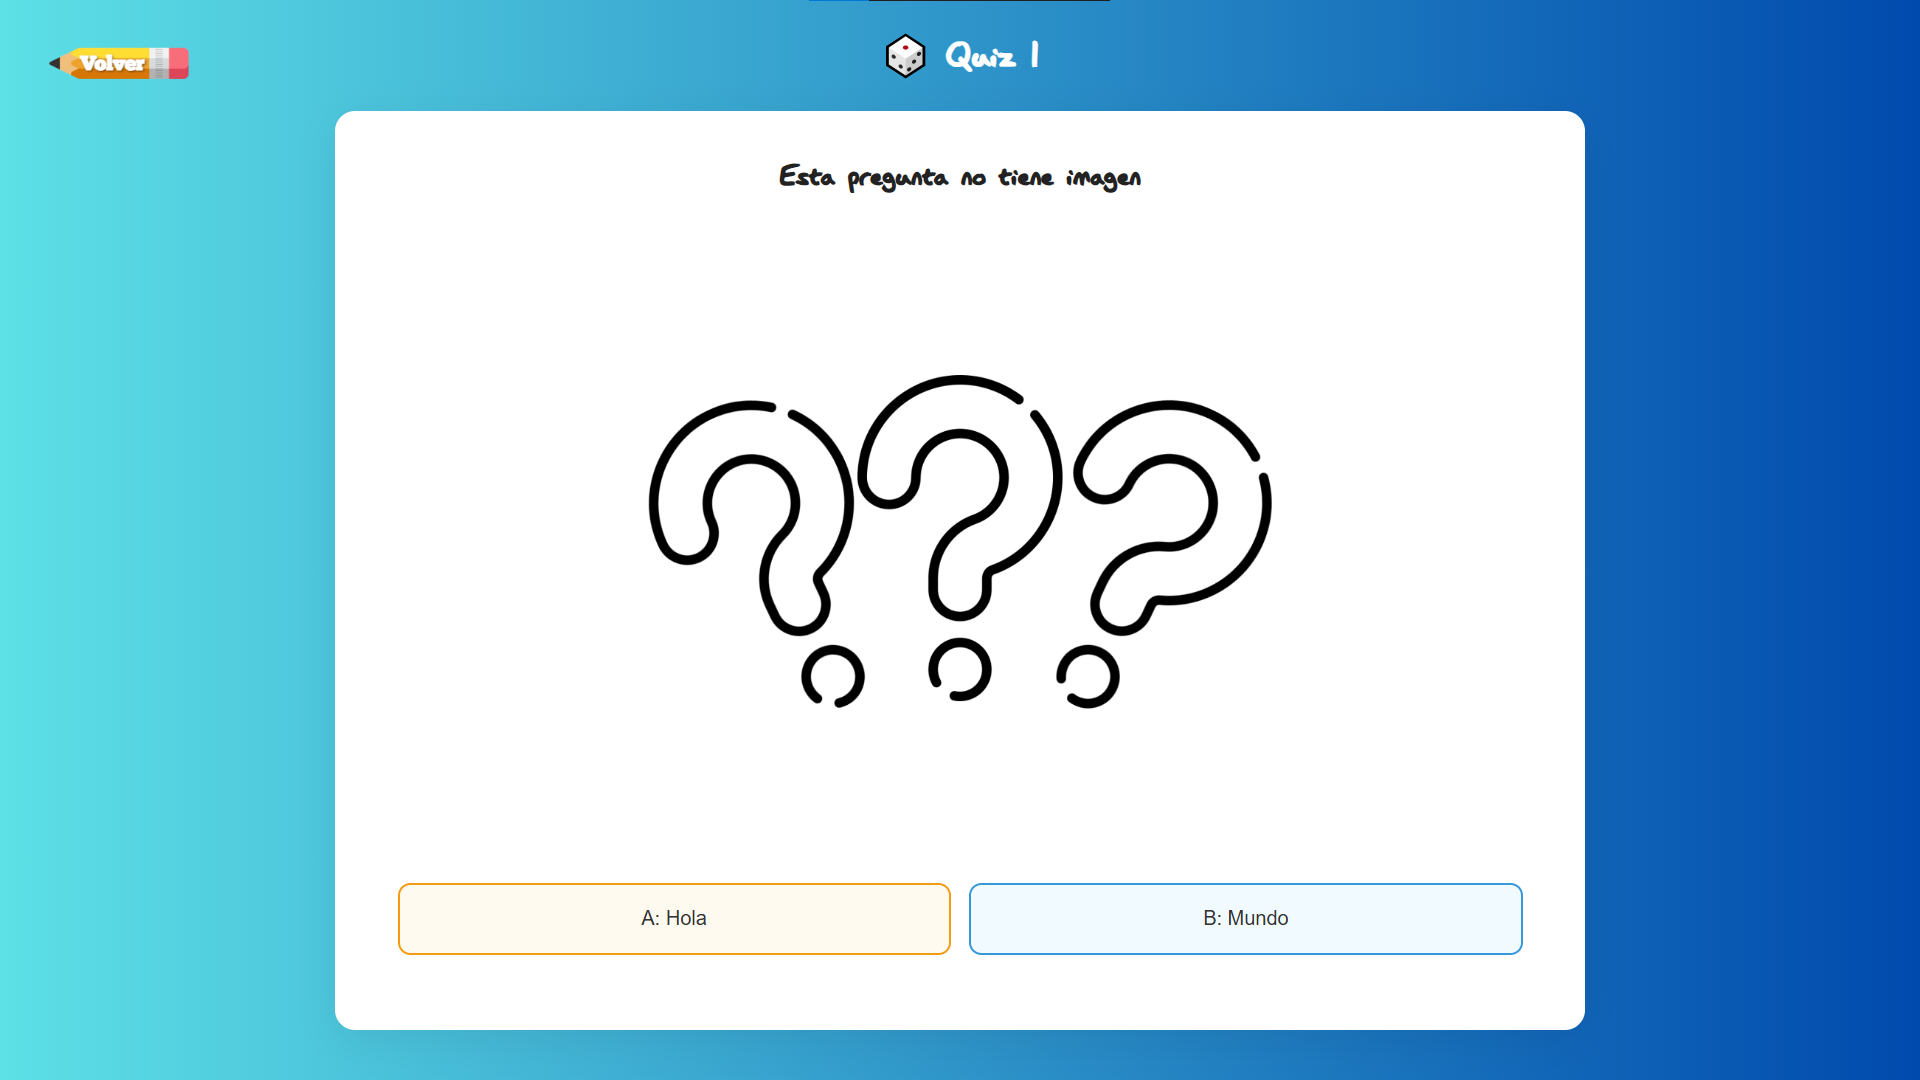 Volver
Quiz 1
Esta pregunta no tiene imagen
???
A: Hola
B: Mundo